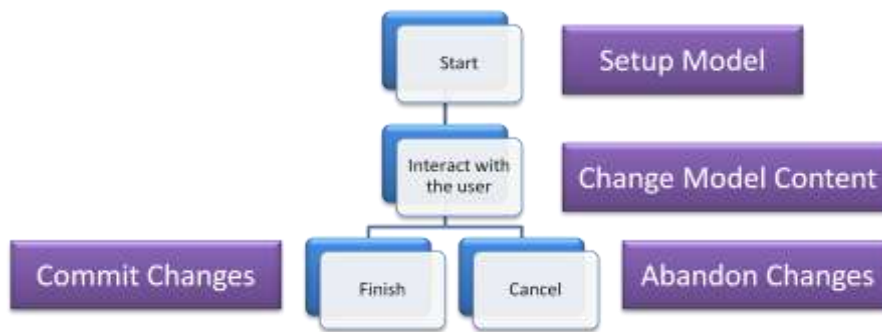 Start
Setup Model
Interact with
the user
Change Model Content
Commit Changes
Finish
Cancel
Abandon Changes